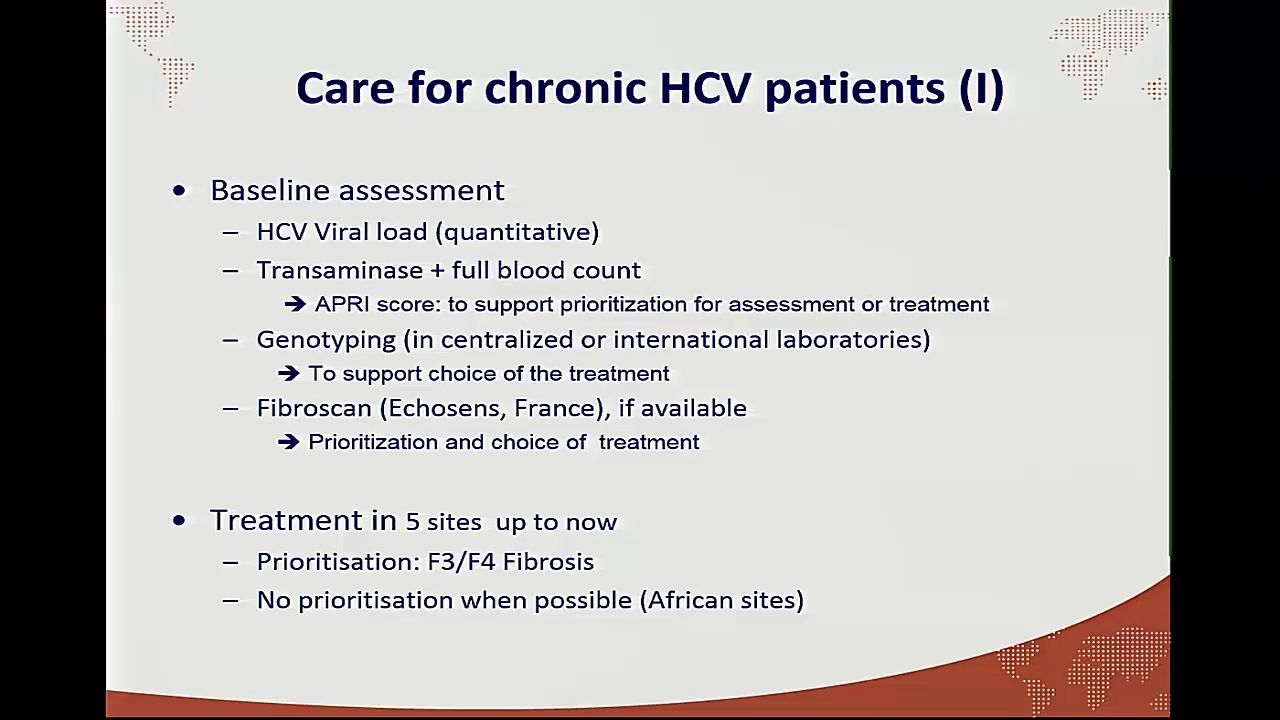 Care for chronic HCV patients (I)
• Baseline assessment
– HCV Viral load (quantitative)
– Transaminase + full blood count
➔ APRI score: to support prioritization for assessment or treatment
– Genotyping (in centralized or international laboratories)
➔ To support choice of the treatment
– Fibroscan (Echosens, France), if available
➔ Prioritization and choice of treatment
• Treatment in 5 sites up to now
– Prioritisation: F3/F4 Fibrosis
– No prioritisation when possible (African sites)